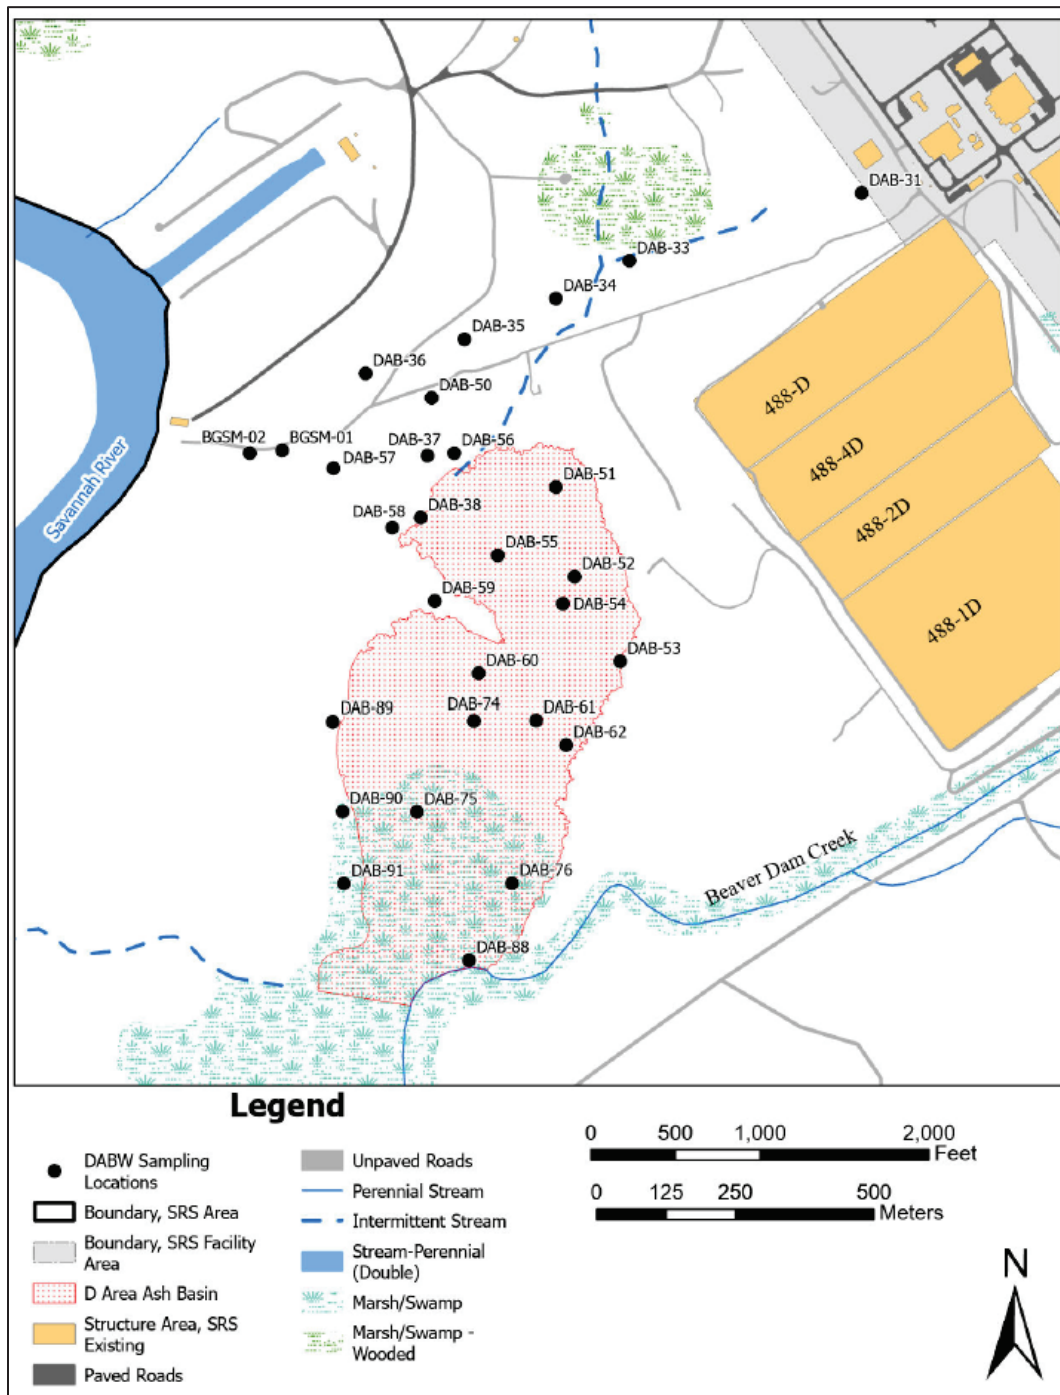 DAB-31
DAB-33
DAB-34
DAB-35
DAB-36
DAB-50
488-D
488-4D
488-2D
488-1D
BGSM-02
BGSM-01
DAB-37
DAB-56
DAB-57
DAB-51
Savannah River
DAB-58
DAB-38
DAB-55
DAB-52
DAB-59
DAB-54
DAB-53
DAB-60
DAB-89
DAB-74
DAB-61
DAB-62
DAB-90
DAB-75
DAB-91
DAB-76
Beaver Dam Creek
DAB-88
Legend
DABW Sampling
Locations
Boundary, SRS Area
Boundary, SRS Facility
Area
D Area Ash Basin
Structure Area, SRS
Existing
Paved Roads
Unpaved Roads
Perennial Stream
Intermittent Stream
Stream-Perennial
(Double)
Marsh/Swamp
Marsh/Swamp -
Wooded
0 500 1,000 2,000
Feet
0 125 250 500
Meters
N